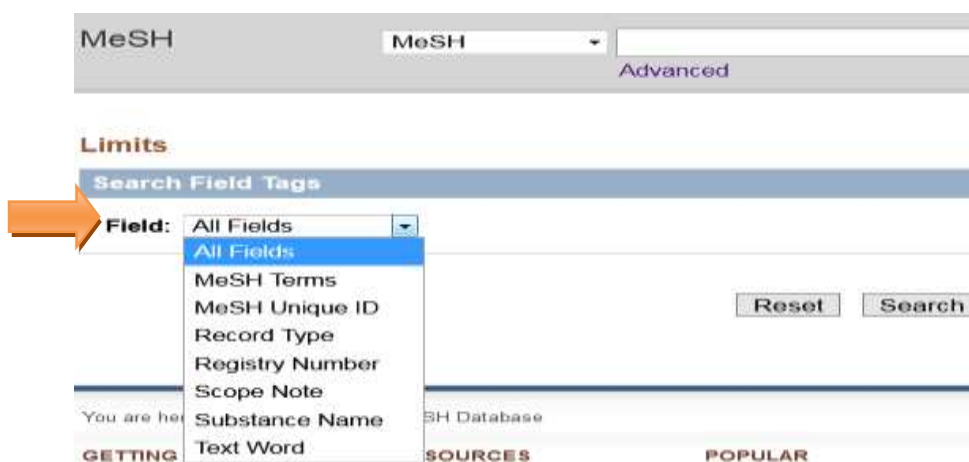 MeSH MeSH
Advanced
Limits
Search Field Tags
Field: All Fields
All Fields
MeSH Terms
MeSH Unique ID
Record Type
Reset Search
Registry Number
Scope Note
You are her Substance Name SH Database
GETTING Text Word SOURCES POPULAR